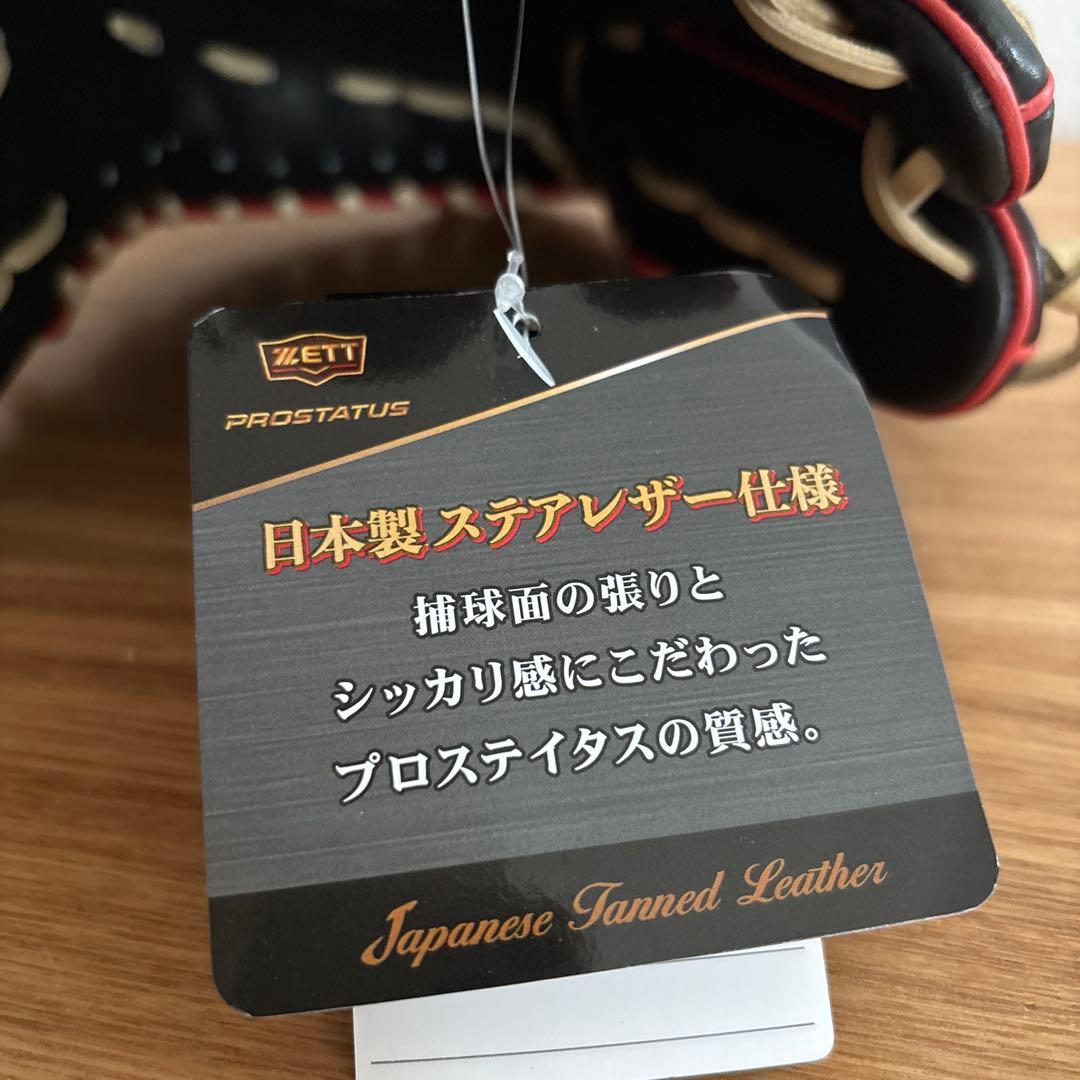 ZETT
PROSTATUS
日本製 ステアレザー仕様
捕球面の張りと
シッカリ感にこだわった
プロステイタスの質感。
Japanese Tanned Leather